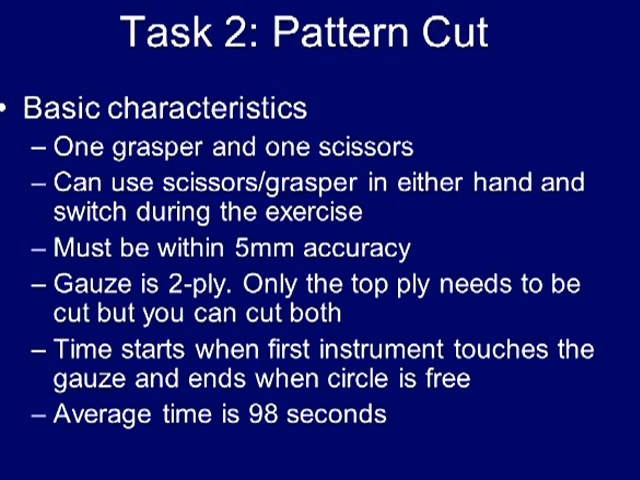 Task 2: Pattern Cut
• Basic characteristics
– One grasper and one scissors
– Can use scissors/grasper in either hand and
switch during the exercise
– Must be within 5mm accuracy
– Gauze is 2-ply. Only the top ply needs to be
cut but you can cut both
– Time starts when first instrument touches the
gauze and ends when circle is free
– Average time is 98 seconds